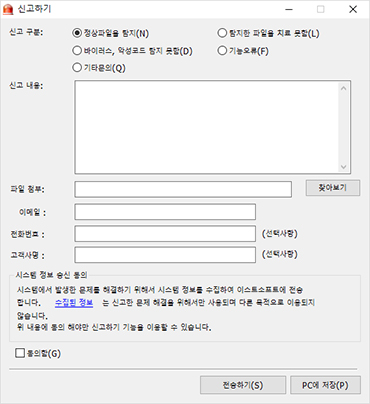 신고하기
신고 구분: 정상파일을 탐지(N) 탐지한 파일을 치료 못함(L)
바이러스, 악성코드 탐지 못함(D) 기능오류(F)
기타문의(Q)
신고 내용:
파일 첨부: 찾아보기
이메일 :
전화번호 : (선택사항)
고객사명 : (선택사항)
시스템 정보 송신 동의
시스템에서 발생한 문제를 해결하기 위해서 시스템 정보를 수집하여 이스트소프트에 전송
합니다. 수집된 정보 는 신고한 문제 해결을 위해서만 사용되며 다른 목적으로 이용되지
않습니다.
위 내용에 동의 해야만 신고하기 기능을 이용할 수 있습니다.
동의함(G)
전송하기(S) PC에 저장(P)